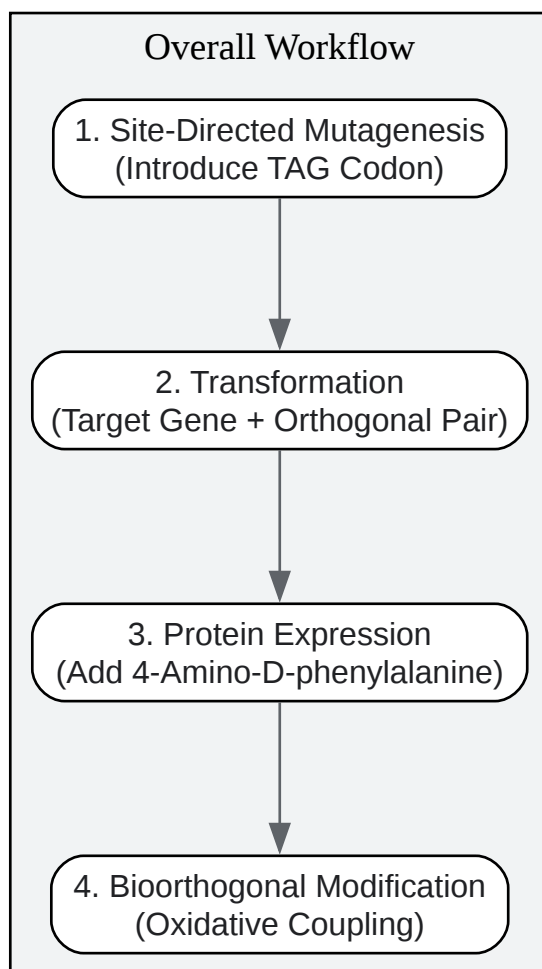 Overall Workflow
1. Site-Directed Mutagenesis
(Introduce TAG Codon)
2. Transformation
(Target Gene + Orthogonal Pair)
3. Protein Expression
(Add 4-Amino-D-phenylalanine)
4. Bioorthogonal Modification
(Oxidative Coupling)